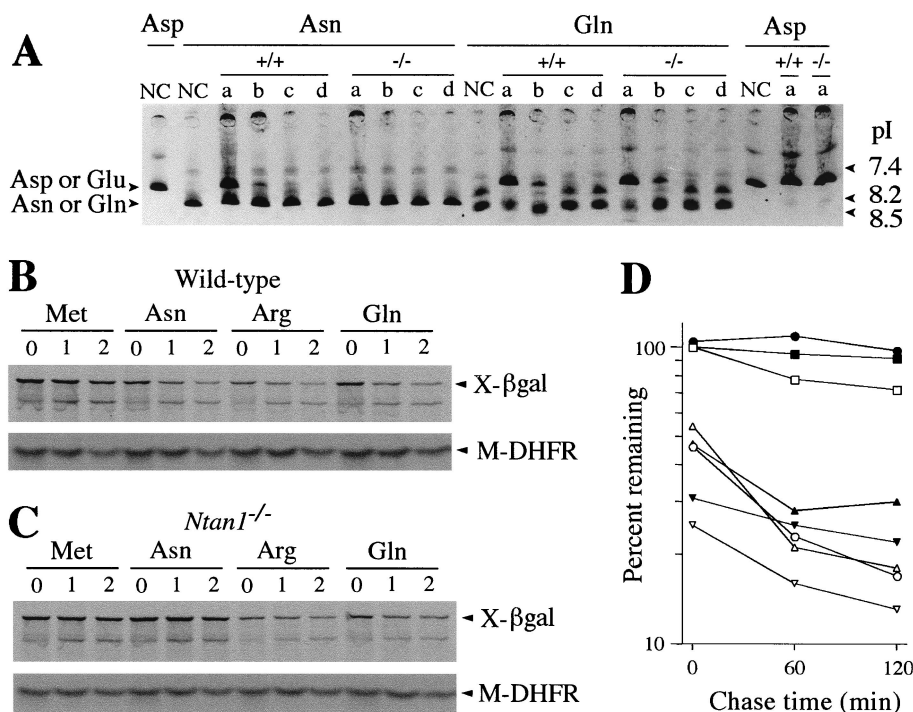 A
Asp Asn Gln Asp
+/+ -/- +/+ -/- +/+ -/-
NC NC a b c d a b c d NC a b c d a b c d NC a a
pI
Asp or Glu
Asn or Gln
7.4
8.2
8.5
B
Wild-type
Met Asn Arg Gln
0 1 2 0 1 2 0 1 2 0 1 2
X-βgal
M-DHFR
C
Ntan1-/-
Met Asn Arg Gln
0 1 2 0 1 2 0 1 2 0 1 2
X-βgal
M-DHFR
D
Percent remaining
100
10
0 60 120
Chase time (min)